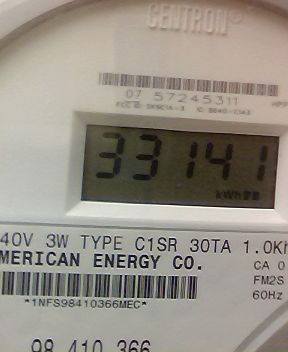 CENTRON®
07 57245311
33141
kWh
40V 3W TYPE C1SR 30TA 1.0Kh
MERICAN ENERGY CO.
CA 0
FM2S
60Hz
*1NFS98410366MEC*
98 410 366